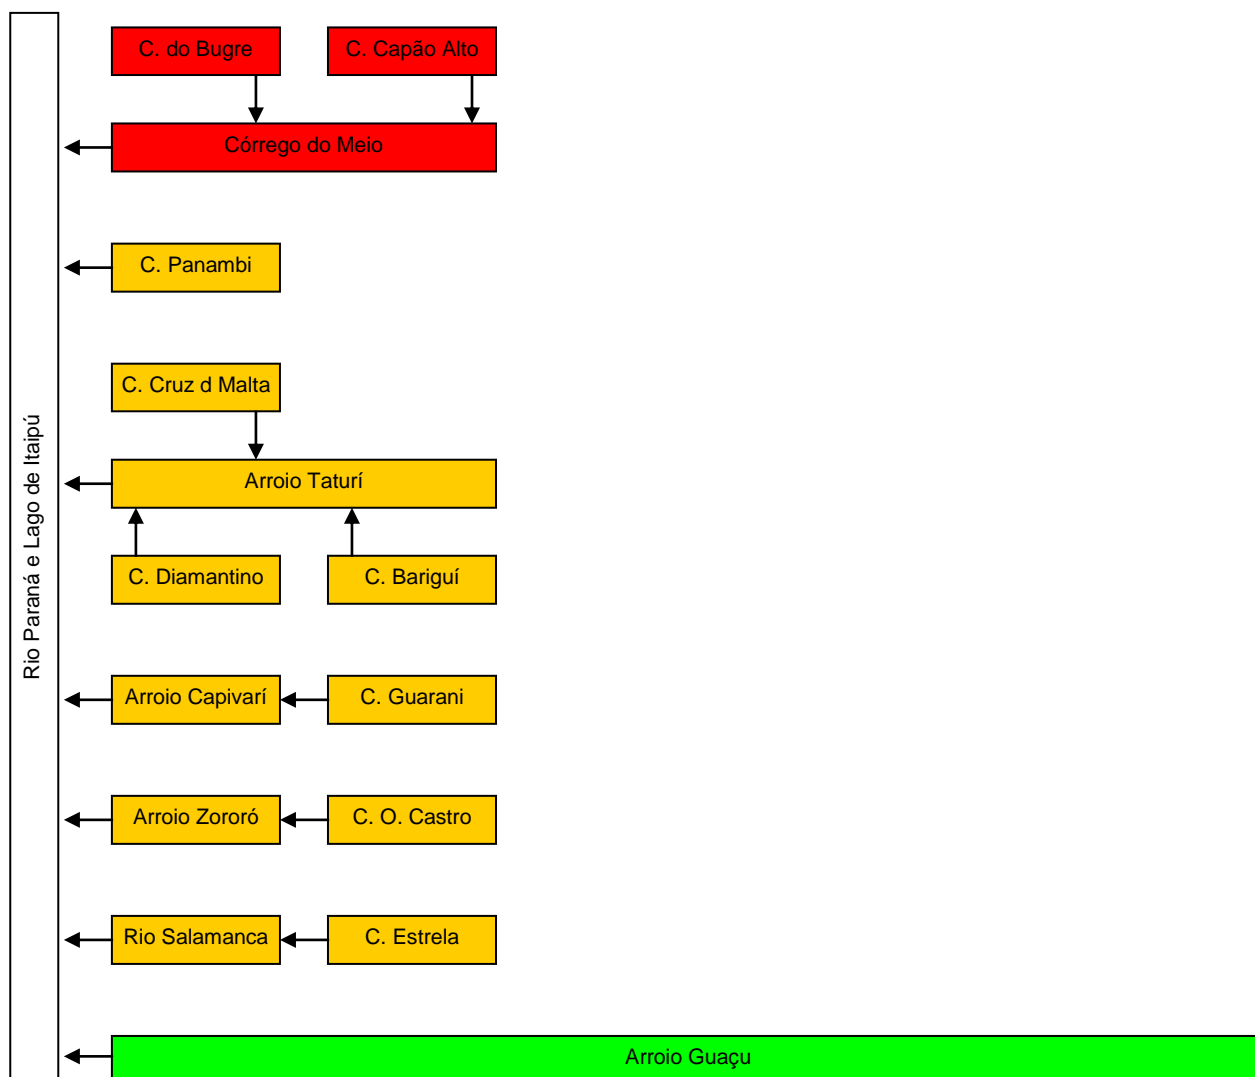 C. do Bugre
C. Capão Alto
Córrego do Meio
C. Panambi
C. Cruz d Malta
Arroio Taturí
C. Diamantino
C. Bariguí
Rio Paraná e Lago de Itaipú
Arroio Capivarí
C. Guarani
Arroio Zororó
C. O. Castro
Rio Salamanca
C. Estrela
Arroio Guaçu